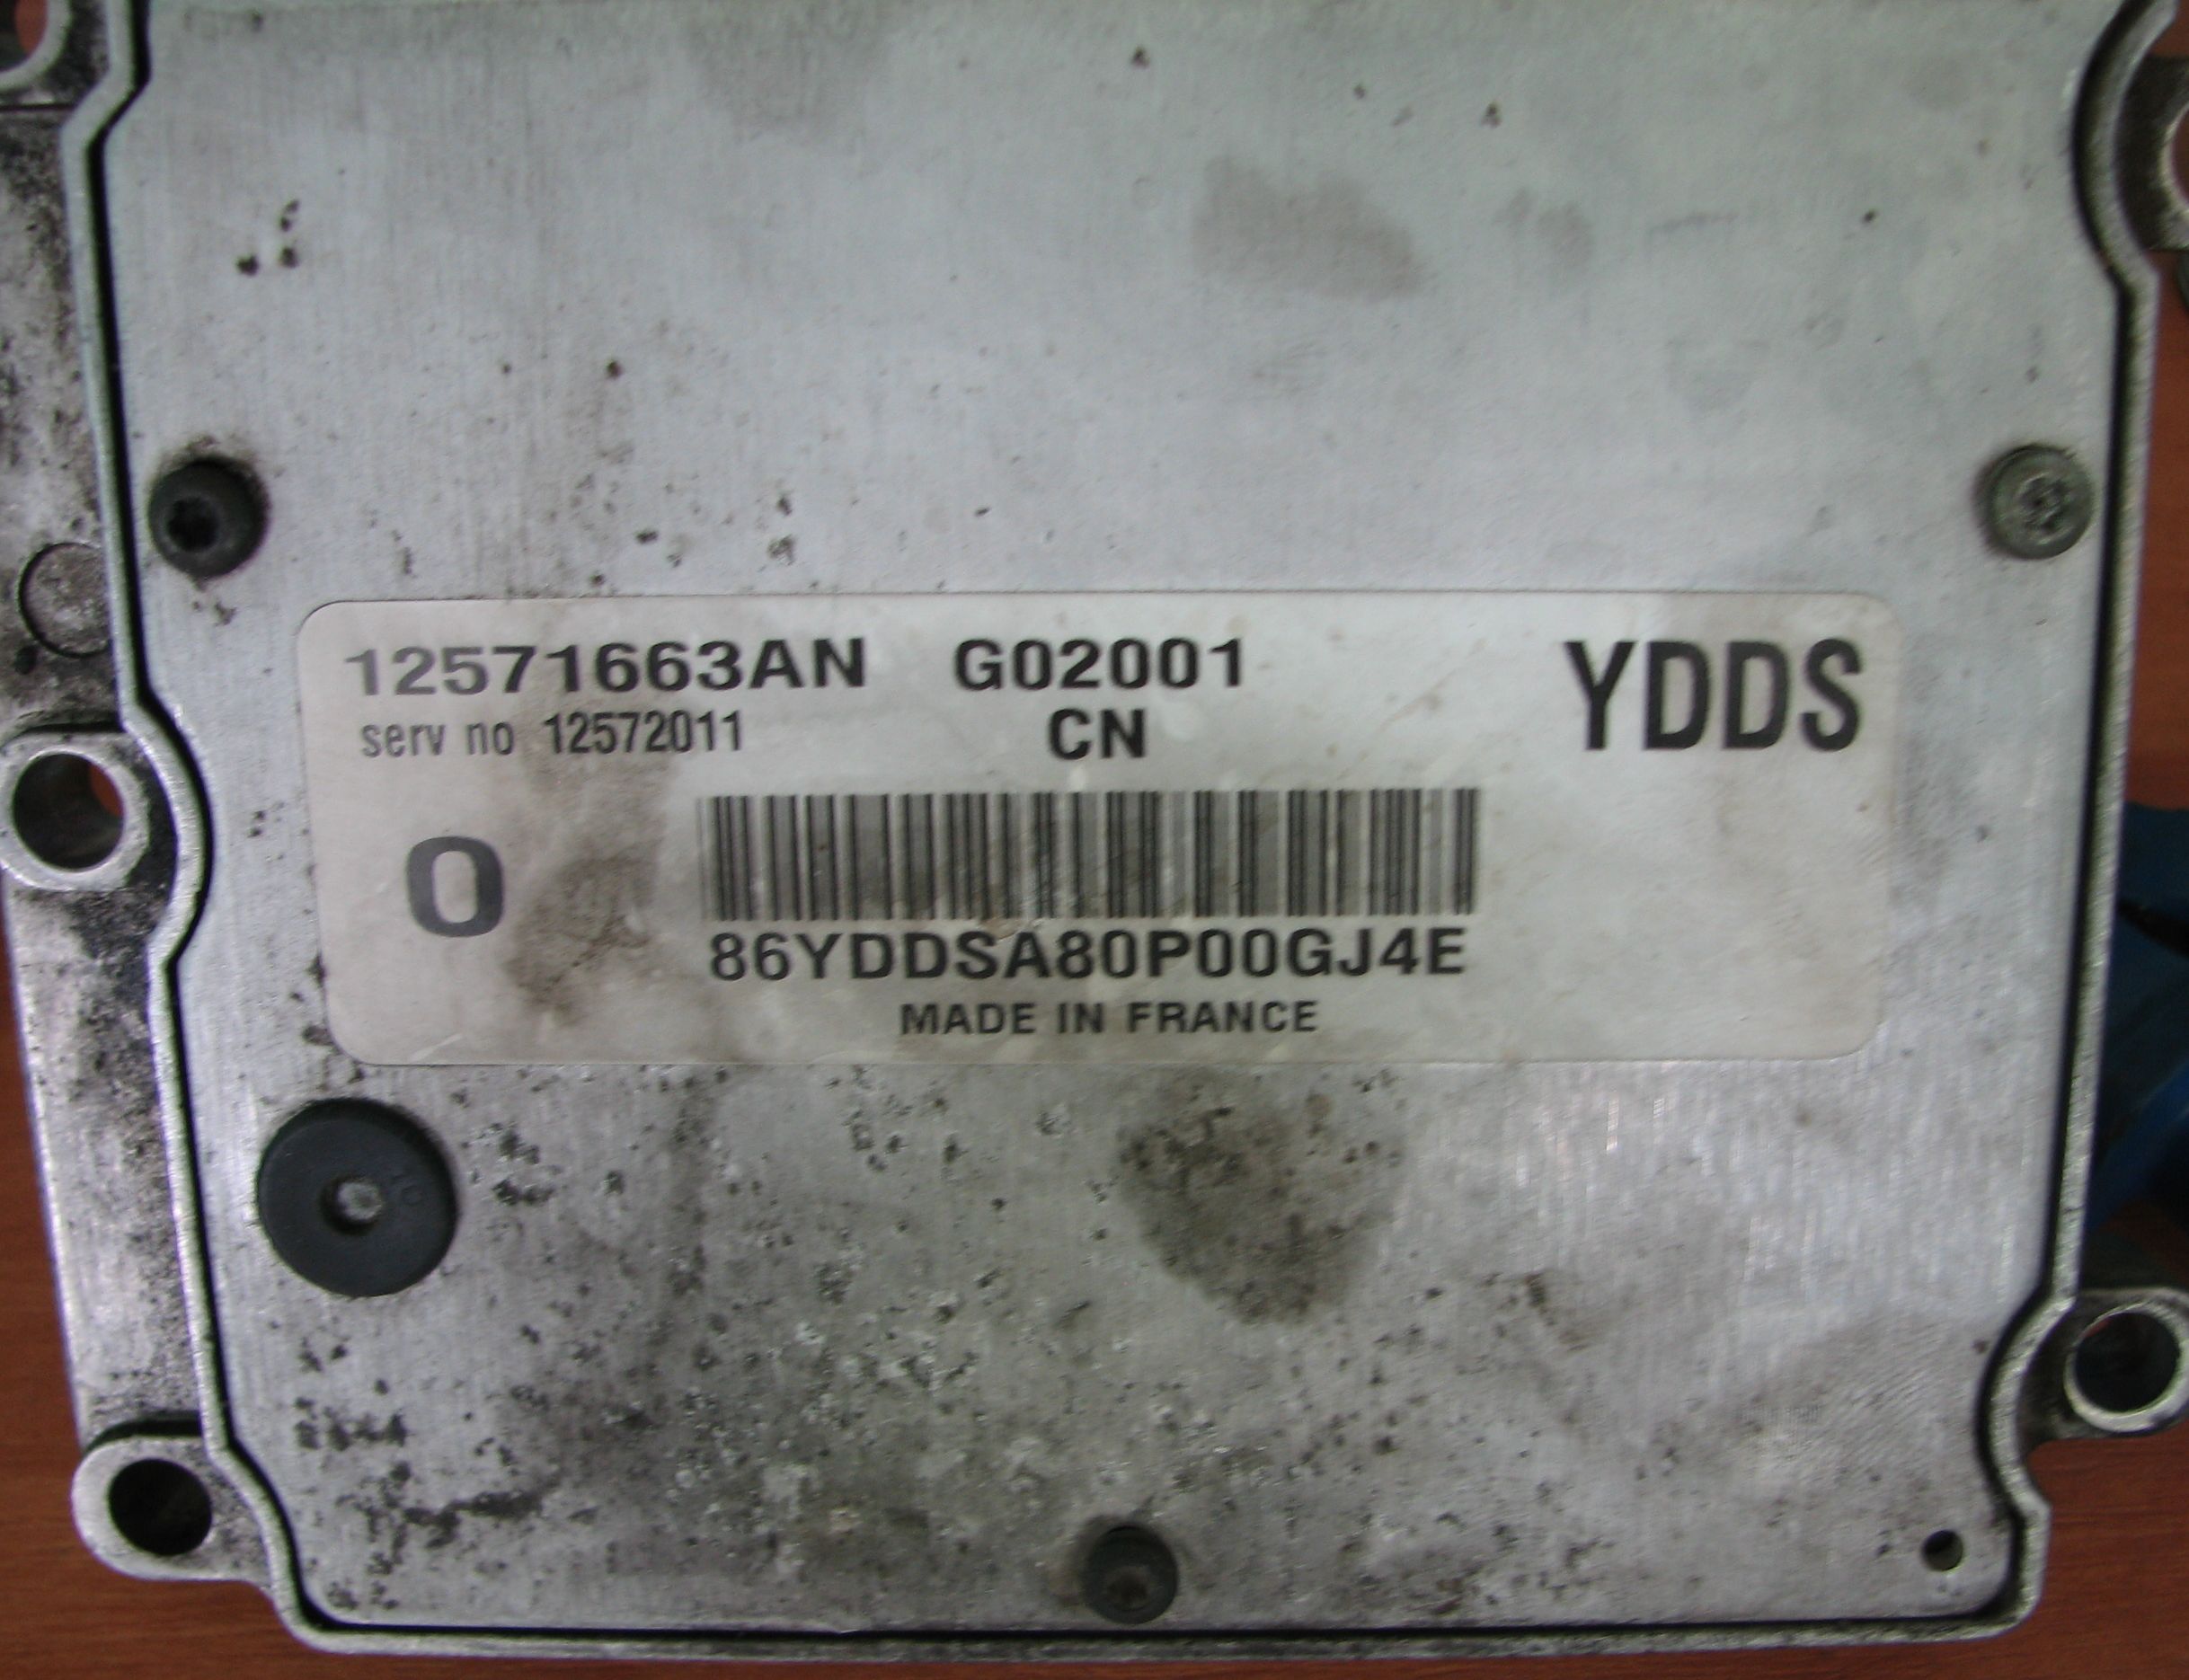 12571663AN G02001 YDDS
serv no 12572011 CN
0
86YDDSA80P00GJ4E
MADE IN FRANCE